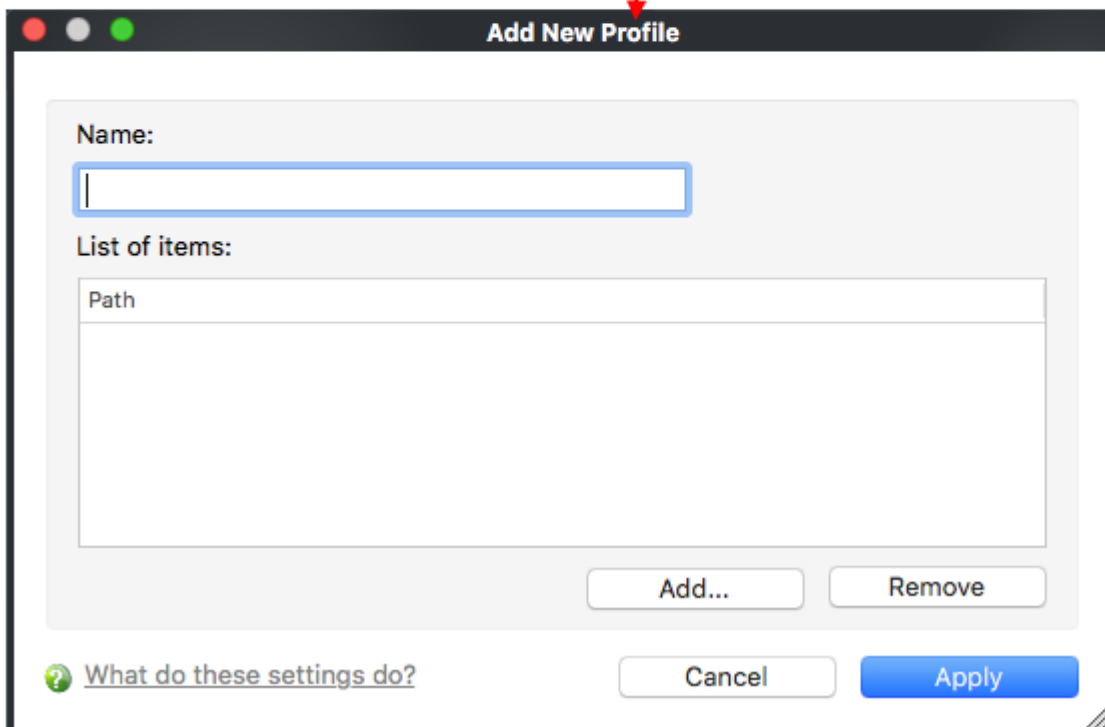 Add New Profile
Name:
List of items:
Path
Add...
Remove
What do these settings do?
Cancel
Apply